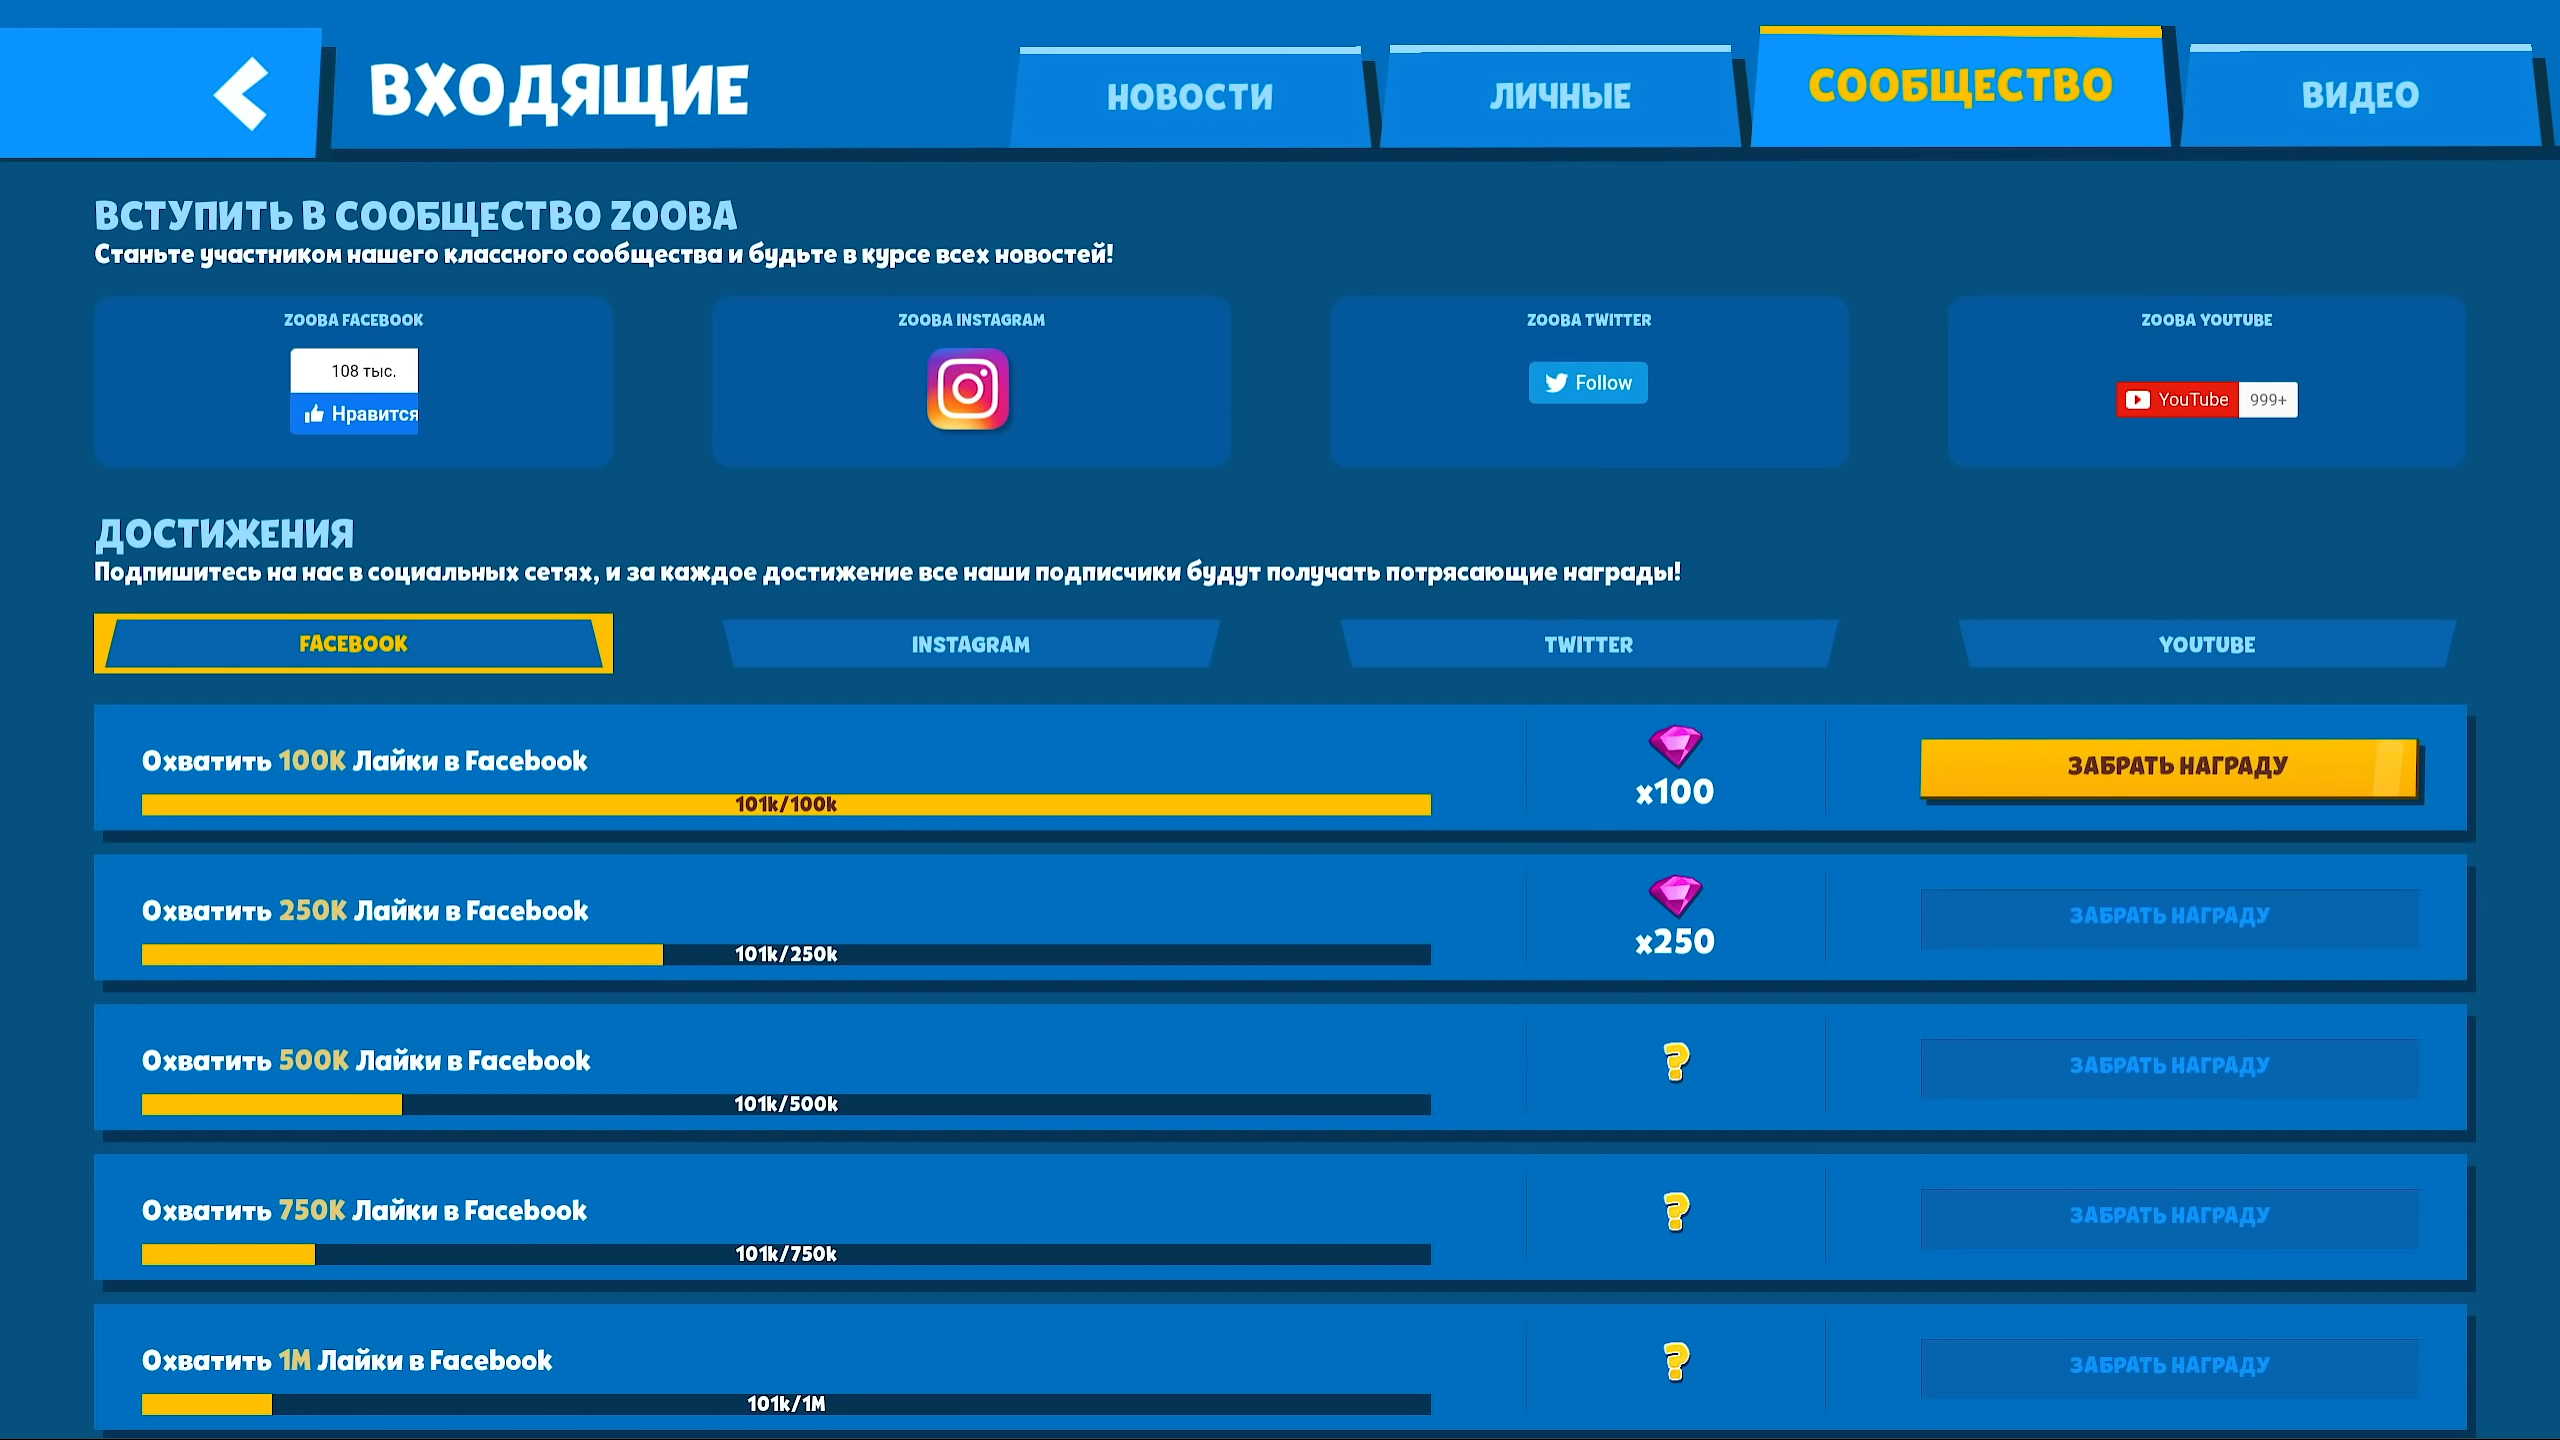 ВХОДЯЩИЕ
НОВОСТИ
ЛИЧНЫЕ
СООБЩЕСТВО
ВИДЕО
ВСТУПИТЬ В СООБЩЕСТВО ZOOBA
Станьте участником нашего классного сообщества и будьте в курсе всех новостей!
ZOOBA FACEBOOK
108 тыс.
Нравится
ZOOBA INSTAGRAM
ZOOBA TWITTER
Follow
ZOOBA YOUTUBE
YouTube 999+
ДОСТИЖЕНИЯ
Подпишитесь на нас в социальных сетях, и за каждое достижение все наши подписчики будут получать потрясающие награды!
FACEBOOK
INSTAGRAM
TWITTER
YOUTUBE
Охватить 100K Лайки в Facebook
101k/100k
x100
ЗАБРАТЬ НАГРАДУ
Охватить 250K Лайки в Facebook
101k/250k
x250
ЗАБРАТЬ НАГРАДУ
Охватить 500K Лайки в Facebook
101k/500k
?
ЗАБРАТЬ НАГРАДУ
Охватить 750K Лайки в Facebook
101k/750k
?
ЗАБРАТЬ НАГРАДУ
Охватить 1M Лайки в Facebook
101k/1M
?
ЗАБРАТЬ НАГРАДУ